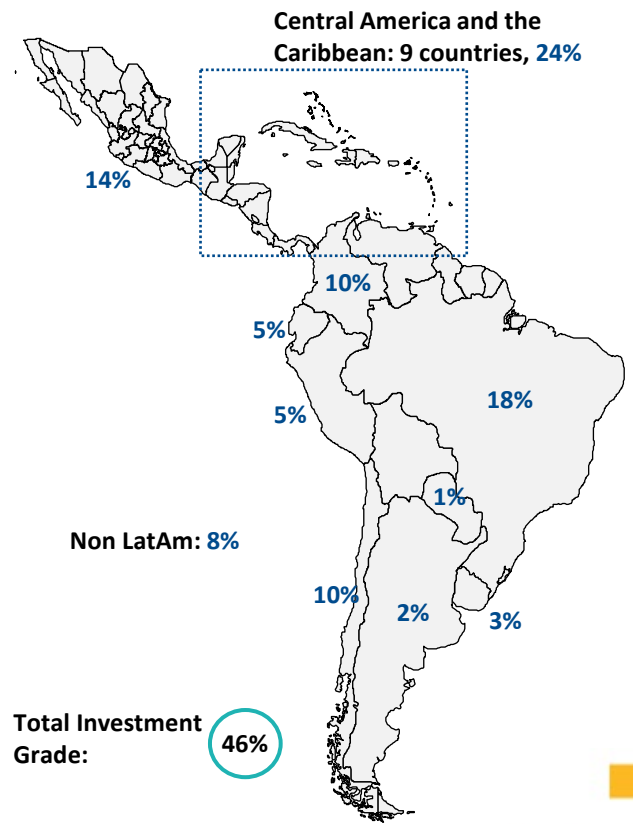 Central America and the
Caribbean: 9 countries, 24%
14%
10%
5%
18%
5%
1%
Non LatAm: 8%
10%
2%
3%
Total Investment
Grade:
46%